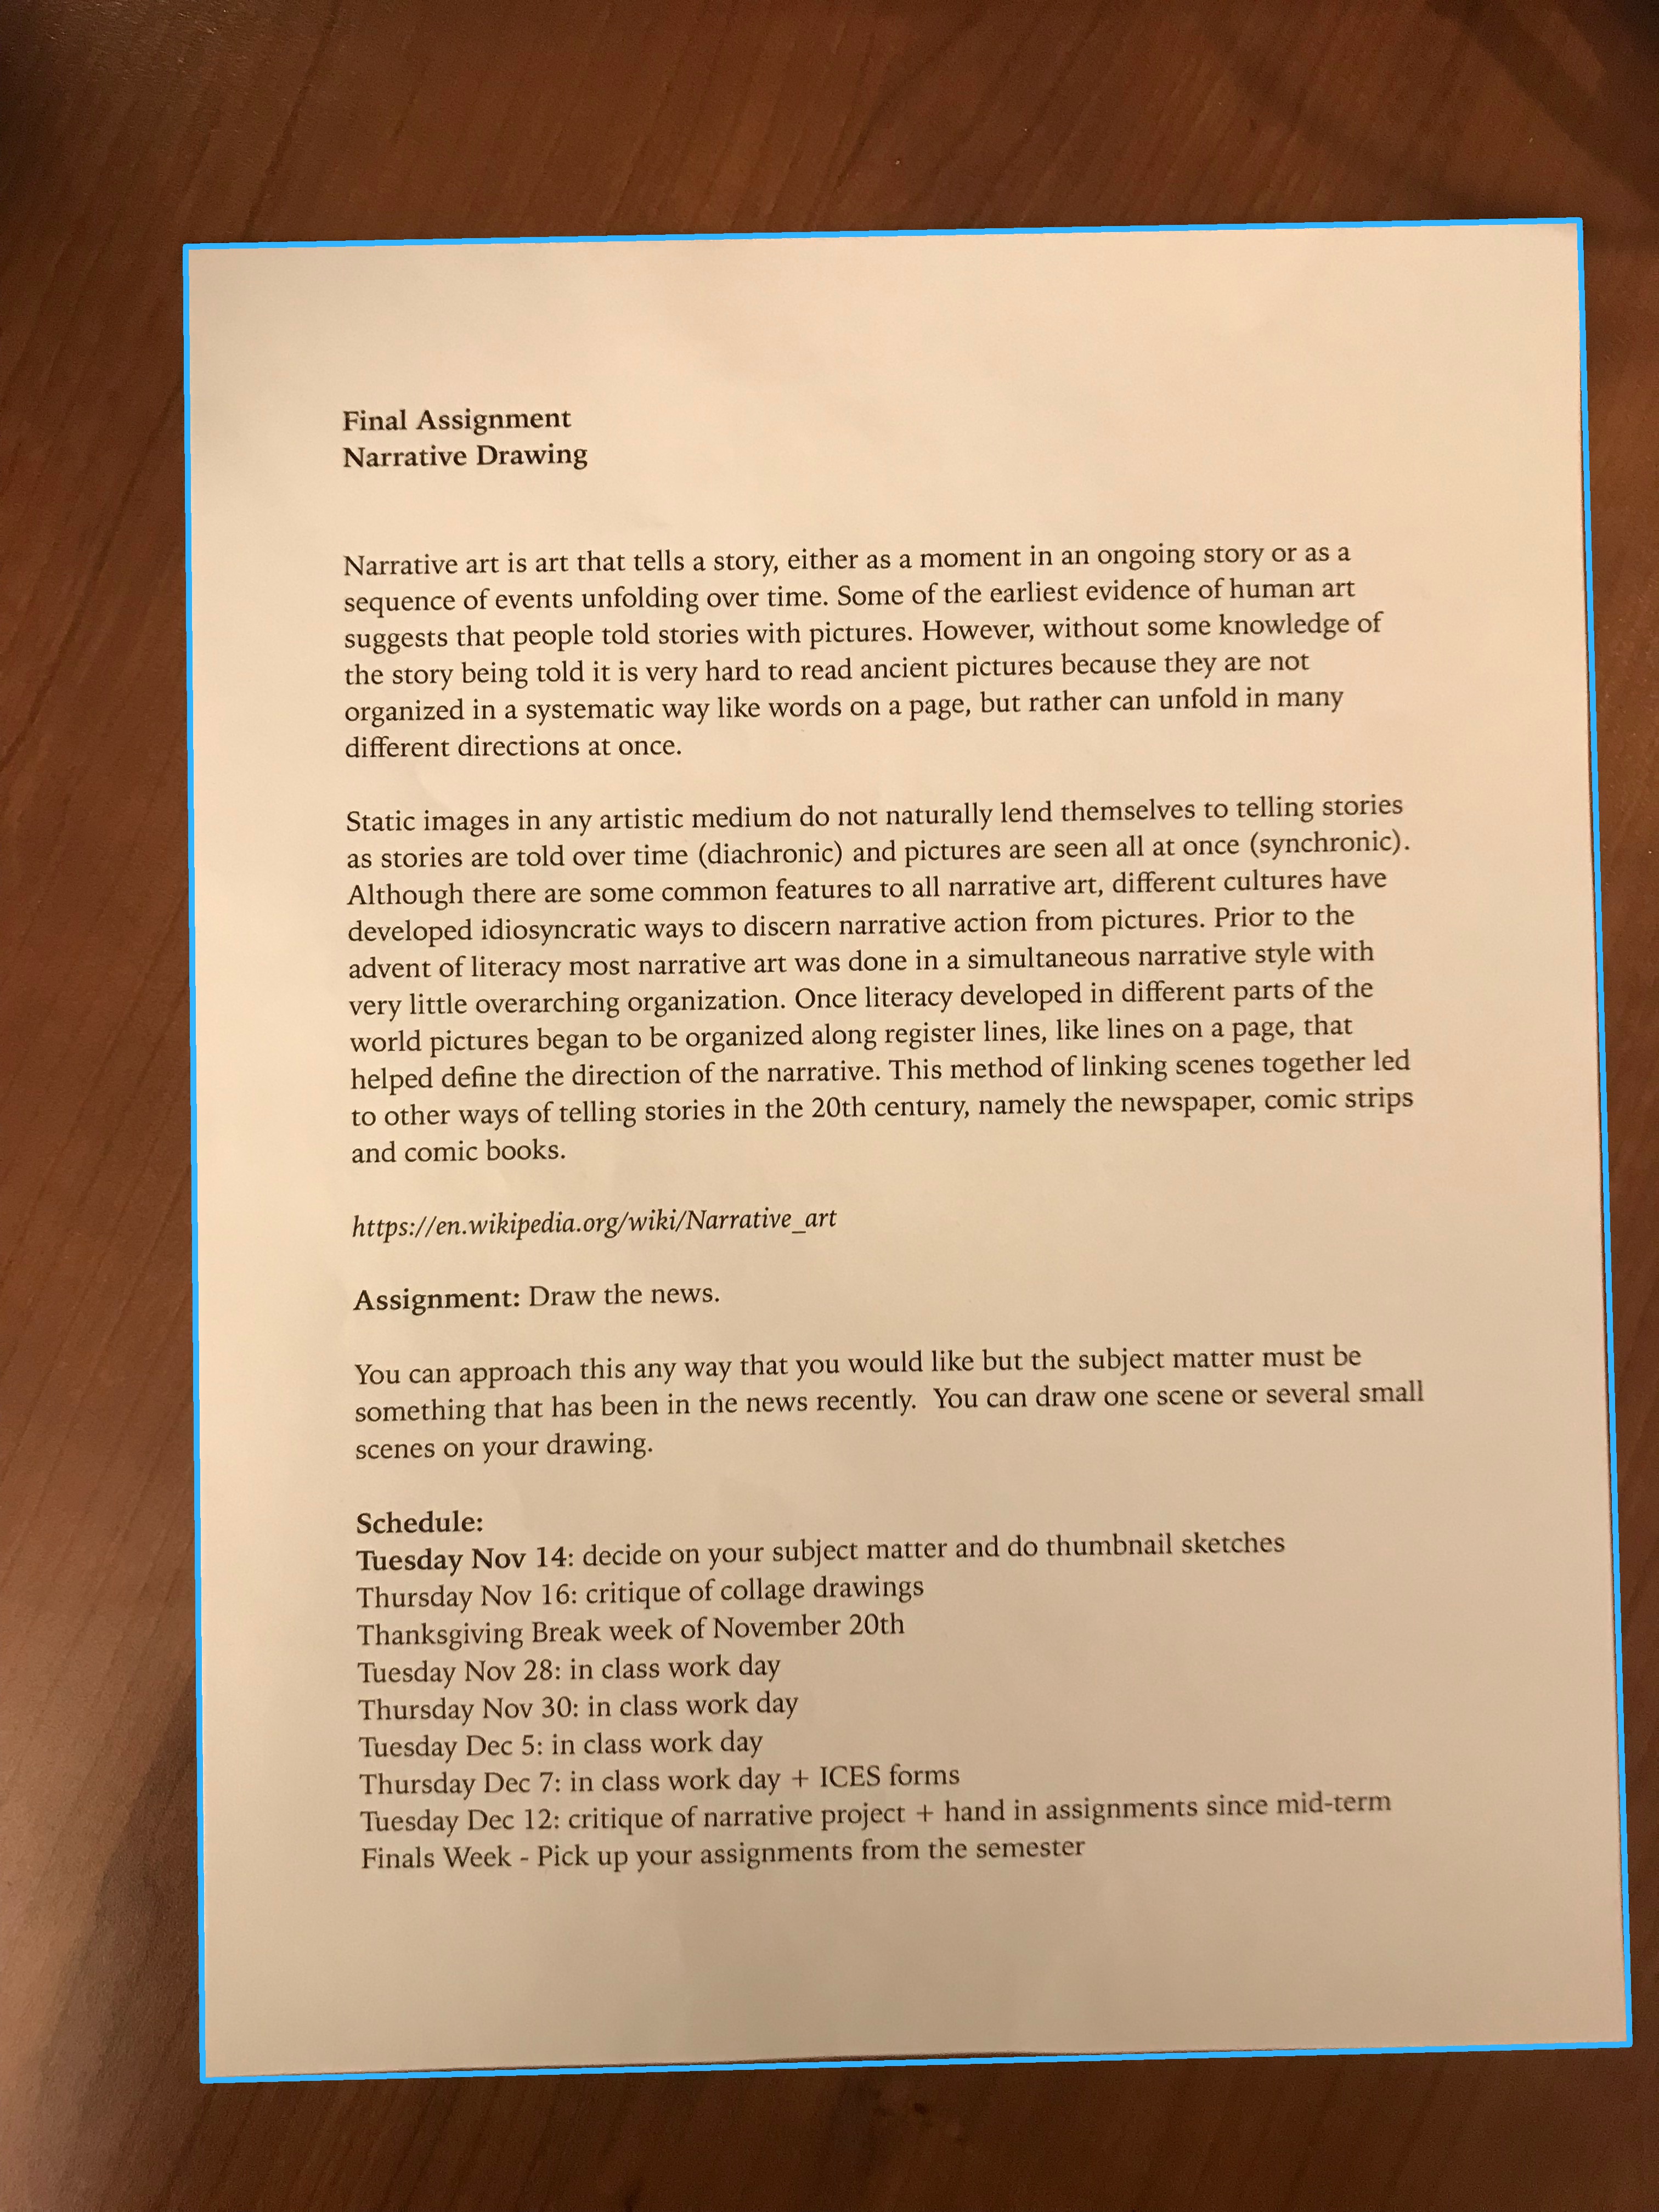 Final Assignment
Narrative Drawing
Narrative art is art that tells a story, either as a moment in an ongoing story or as a
sequence of events unfolding over time. Some of the earliest evidence of human art
suggests that people told stories with pictures. However, without some knowledge of
the story being told it is very hard to read ancient pictures because they are not
organized in a systematic way like words on a page, but rather can unfold in many
different directions at once.
Static images in any artistic medium do not naturally lend themselves to telling stories
as stories are told over time (diachronic) and pictures are seen all at once (synchronic).
Although there are some common features to all narrative art, different cultures have
developed idiosyncratic ways to discern narrative action from pictures. Prior to the
advent of literacy most narrative art was done in a simultaneous narrative style with
very little overarching organization. Once literacy developed in different parts of the
world pictures began to be organized along register lines, like lines on a page, that
helped define the direction of the narrative. This method of linking scenes together led
to other ways of telling stories in the 20th century, namely the newspaper, comic strips
and comic books.
https://en.wikipedia.org/wiki/Narrative_art
Assignment: Draw the news.
You can approach this any way that you would like but the subject matter must be
something that has been in the news recently.  You can draw one scene or several small
scenes on your drawing.
Schedule:
Tuesday Nov 14: decide on your subject matter and do thumbnail sketches
Thursday Nov 16: critique of collage drawings
Thanksgiving Break week of November 20th
Tuesday Nov 28: in class work day
Thursday Nov 30: in class work day
Tuesday Dec 5: in class work day
Thursday Dec 7: in class work day + ICES forms
Tuesday Dec 12: critique of narrative project + hand in assignments since mid-term
Finals Week - Pick up your assignments from the semester